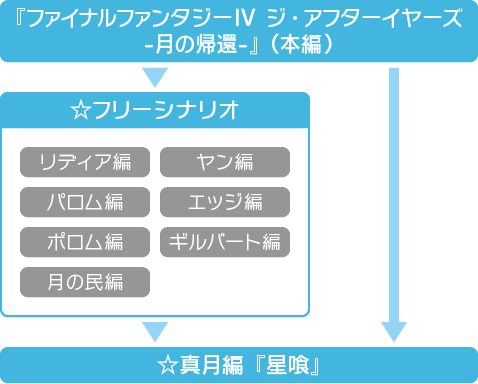 『ファイナルファンタジーIV ジ・アフターイヤーズ
-月の帰還-』（本編）
☆フリーシナリオ
リディア編
ヤン編
パロム編
エッジ編
ポロム編
ギルバート編
月の民編
☆真月編『星喰』